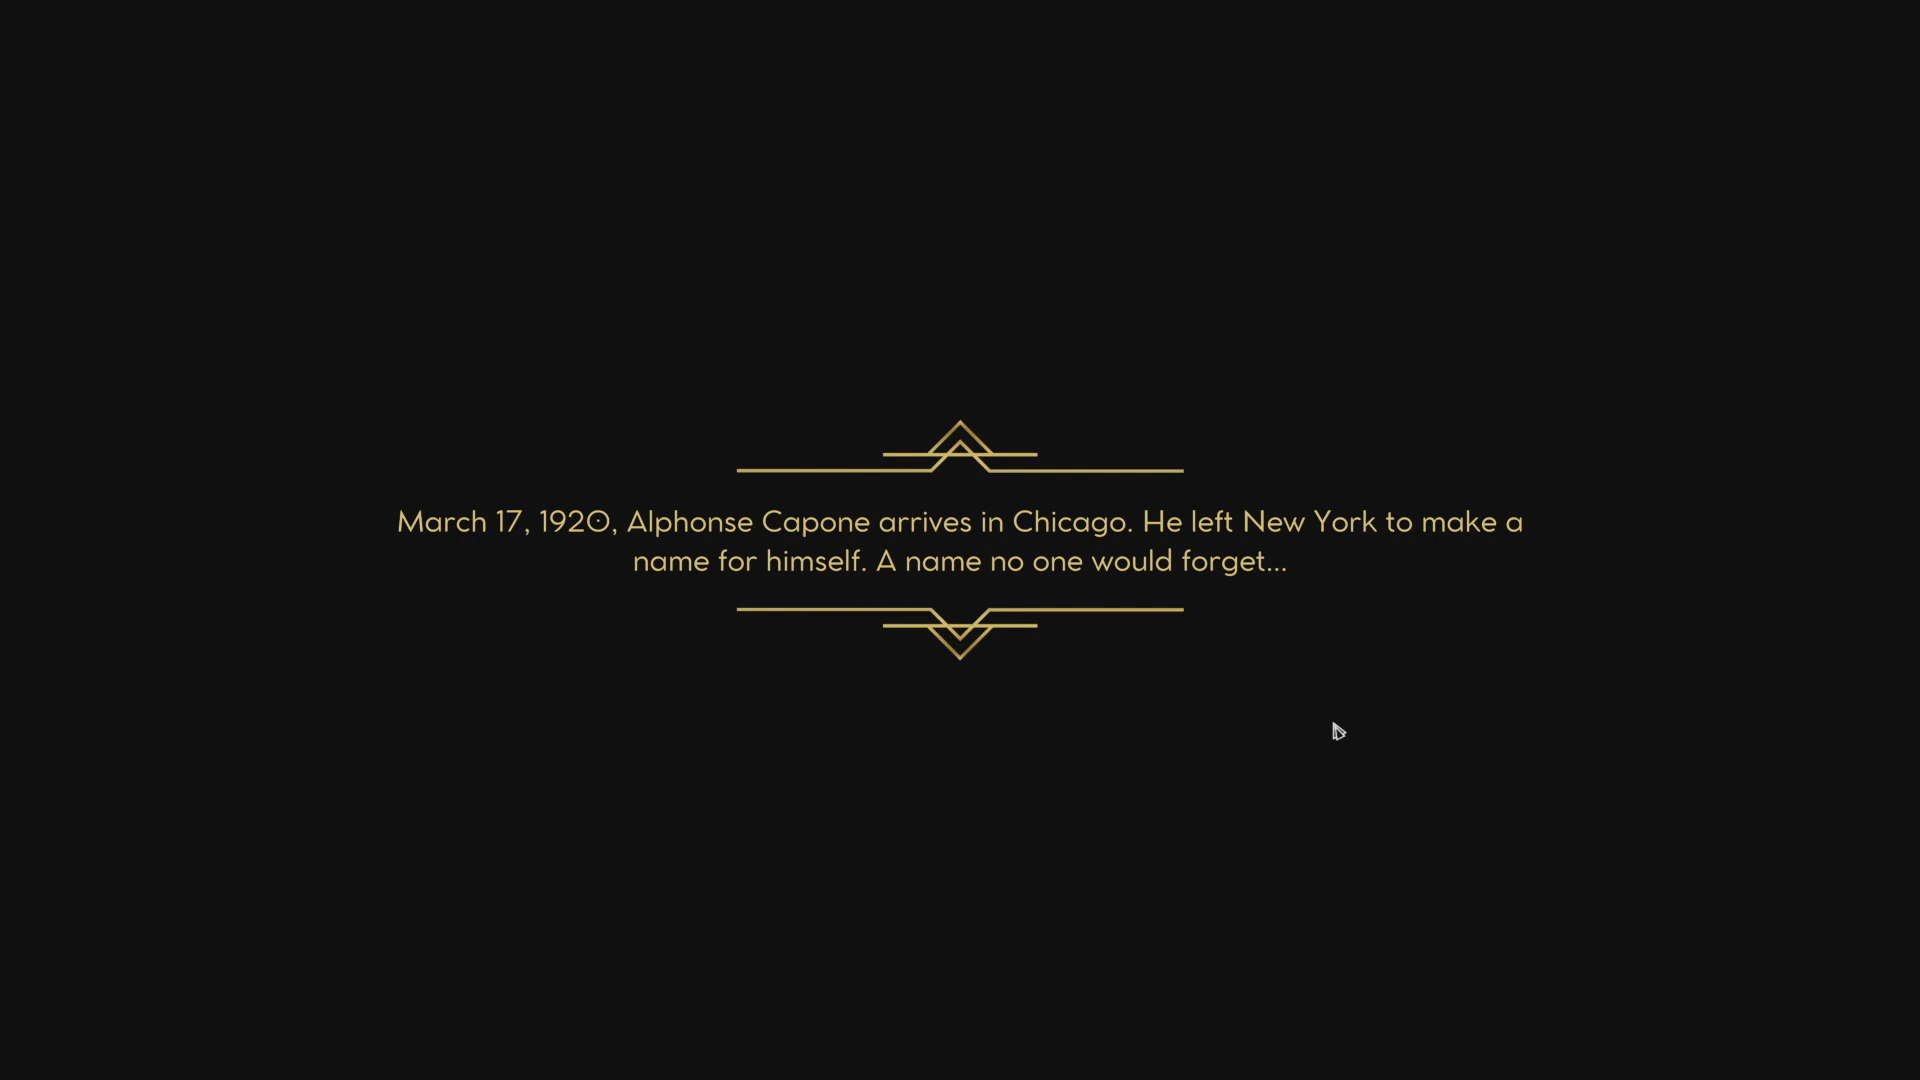 March 17, 1920, Alphonse Capone arrives in Chicago. He left New York to make a
name for himself. A name no one would forget...